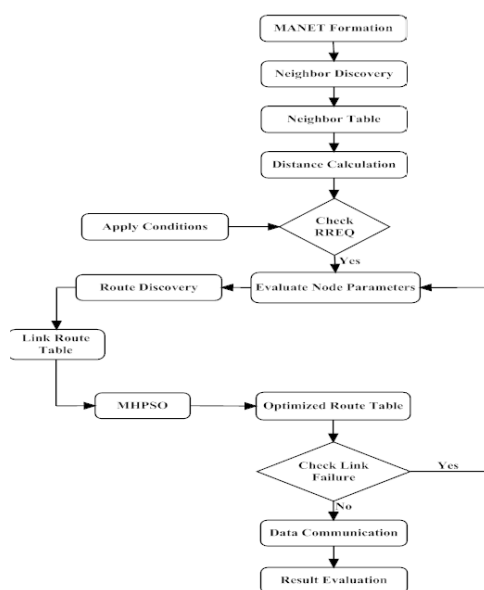 MANET Formation
Neighbor Discovery
Neighbor Table
Distance Calculation
Check
RREQ
Apply Conditions
Yes
Route Discovery
Evaluate Node Parameters
Link Route
Table
MHPSO
Optimized Route Table
Check Link
Failure
Yes
No
Data Communication
Result Evaluation